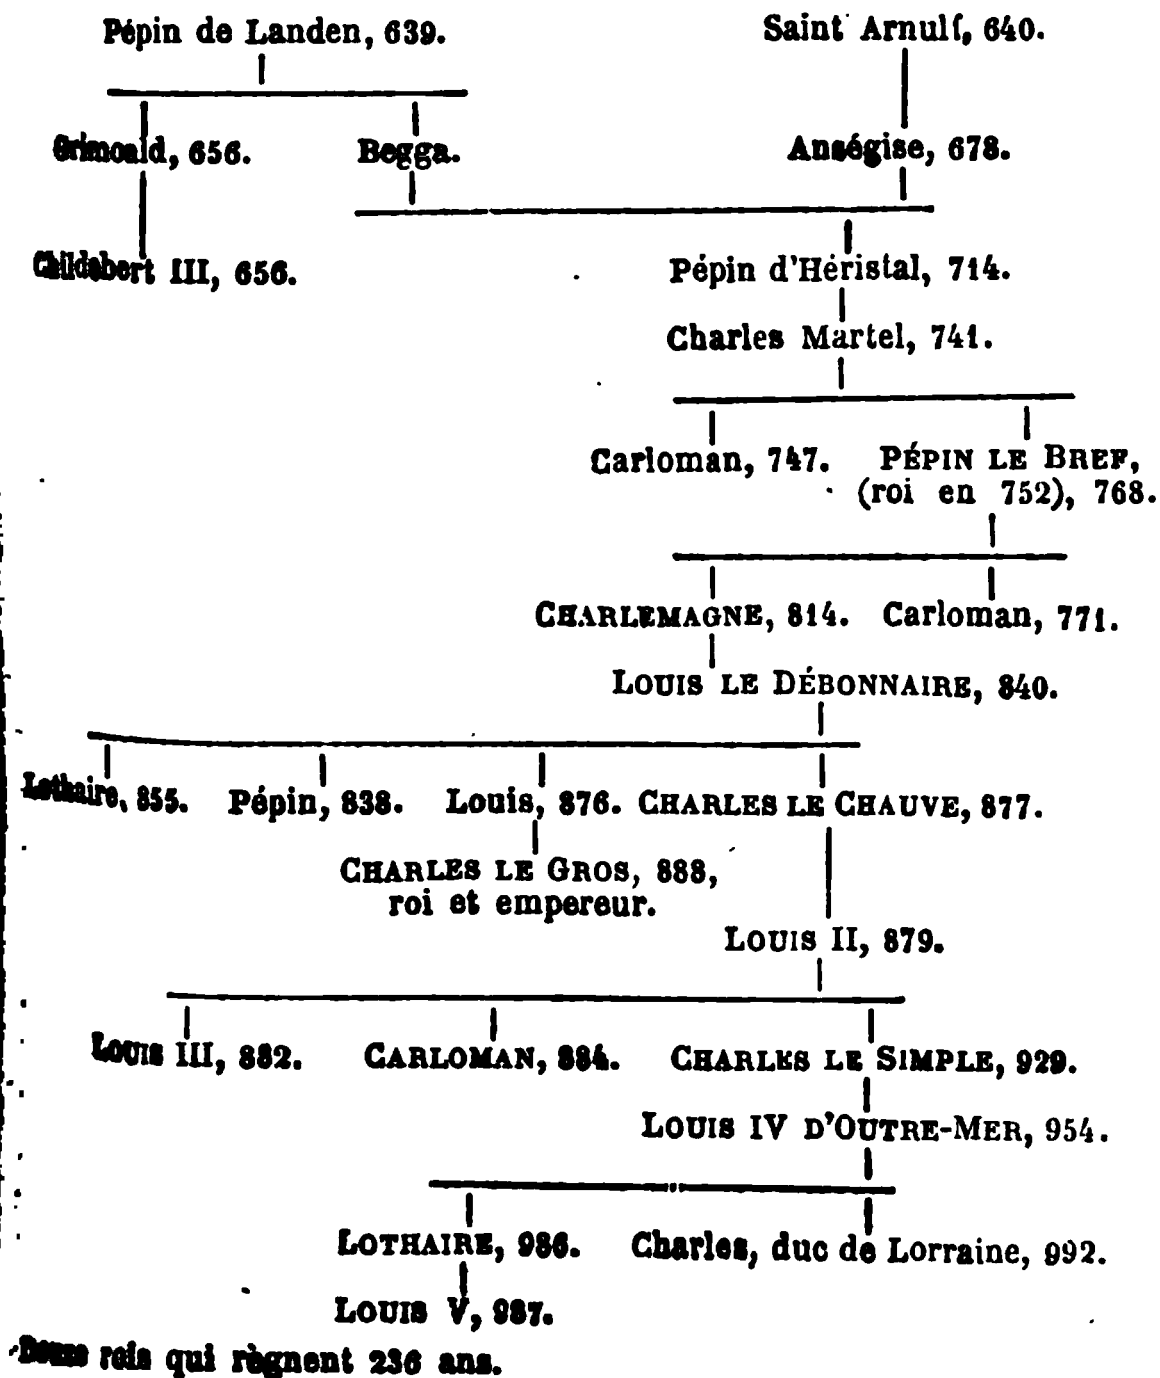 Pépin de Landen, 639.
Saint Arnulf, 640.
Grimoald, 656.
Begga.
Anségise, 678.
Childebert III, 656.
Pépin d'Héristal, 714.
Charles Martel, 741.
Carloman, 747.
PÉPIN LE BREF,
(roi en 752), 768.
CHARLEMAGNE, 814.
Carloman, 771.
LOUIS LE DÉBONNAIRE, 840.
Lothaire, 855.
Pépin, 838.
Louis, 876.
CHARLES LE CHAUVE, 877.
CHARLES LE GROS, 888,
roi et empereur.
LOUIS II, 879.
LOUIS III, 882.
CARLOMAN, 884.
CHARLES LE SIMPLE, 929.
LOUIS IV D'OUTRE-MER, 954.
LOTHAIRE, 986.
Charles, duc de Lorraine, 992.
LOUIS V, 987.
Douze rois qui règnent 236 ans.